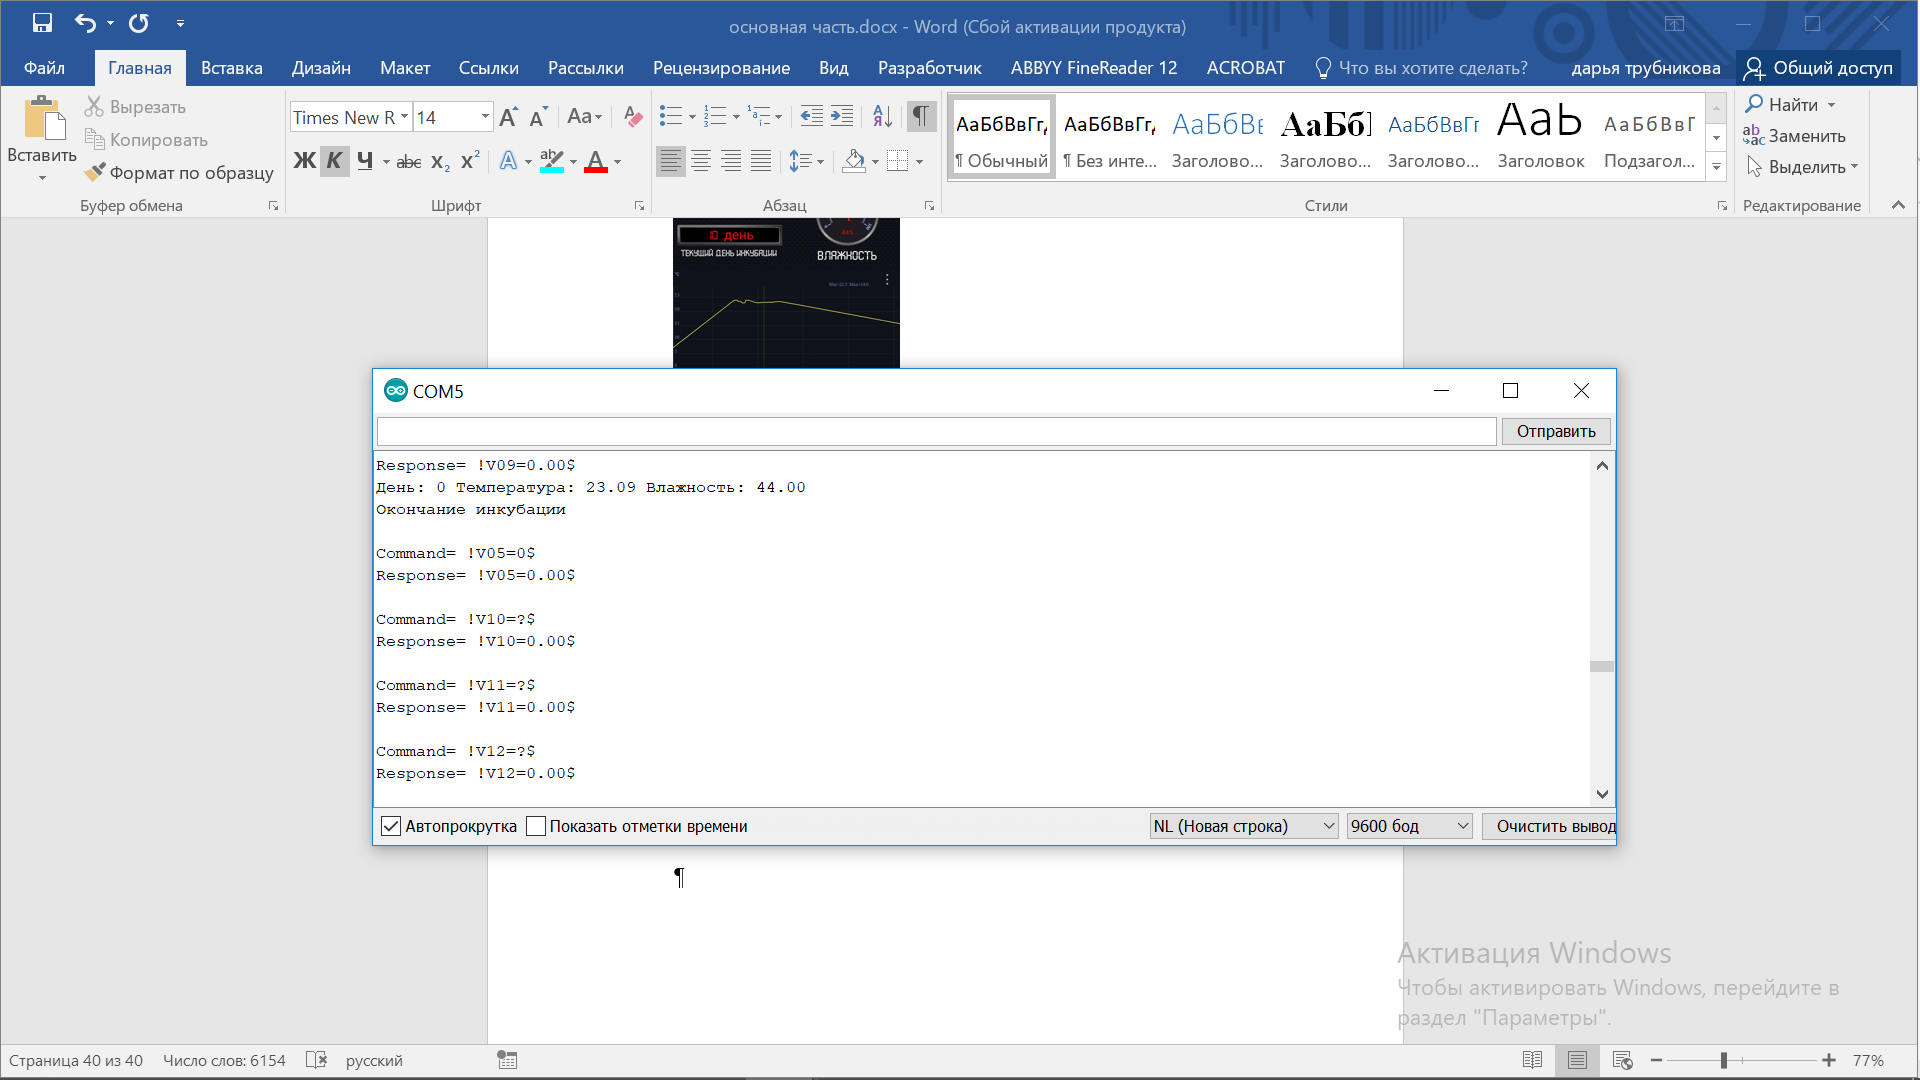 основная часть.docx - Word (Сбой активации продукта)
Файл Главная Вставка Дизайн Макет Ссылки Рассылки Рецензирование Вид Разработчик ABBYY FineReader 12 ACROBAT Что вы хотите сделать? дарья трубникова Общий доступ
Вставить
Вырезать
Копировать
Формат по образцу
Буфер обмена
Times New R 14
Ж К Ч abc
Шрифт
Абзац
АаБбВвГг, АаБбВвГг, АаБбВв АаБбІ АаБбВвГг АаЬ АаБбВвГ
¶ Обычный ¶ Без инте... Заголово... Заголово... Заголово... Заголовок Подзагол...
Стили
Найти
Заменить
Выделить
Редактирование
10 день
ТЕКУЩИЙ ДЕНЬ ИНКУБАЦИИ
ВЛАЖНОСТЬ
COM5
Отправить
Response= !V09=0.00$
День: 0 Температура: 23.09 Влажность: 44.00
Окончание инкубации
Command= !V05=0$
Response= !V05=0.00$
Command= !V10=?$
Response= !V10=0.00$
Command= !V11=?$
Response= !V11=0.00$
Command= !V12=?$
Response= !V12=0.00$
Автопрокрутка Показать отметки времени NL (Новая строка) 9600 бод Очистить вывод
¶
Активация Windows
Чтобы активировать Windows, перейдите в
раздел "Параметры".
Страница 40 из 40 Число слов: 6154 русский 77%